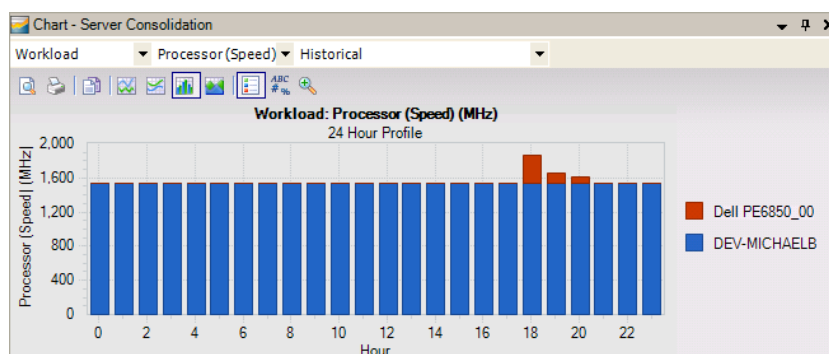 Chart - Server Consolidation
Workload Processor (Speed) Historical
ABC
#%
Workload: Processor (Speed) (MHz)
24 Hour Profile
Processor (Speed) (MHz)
2,000
1,600
1,200
800
400
0
0 2 4 6 8 10 12 14 16 18 20 22
Hour
Dell PE6850_00
DEV-MICHAELB